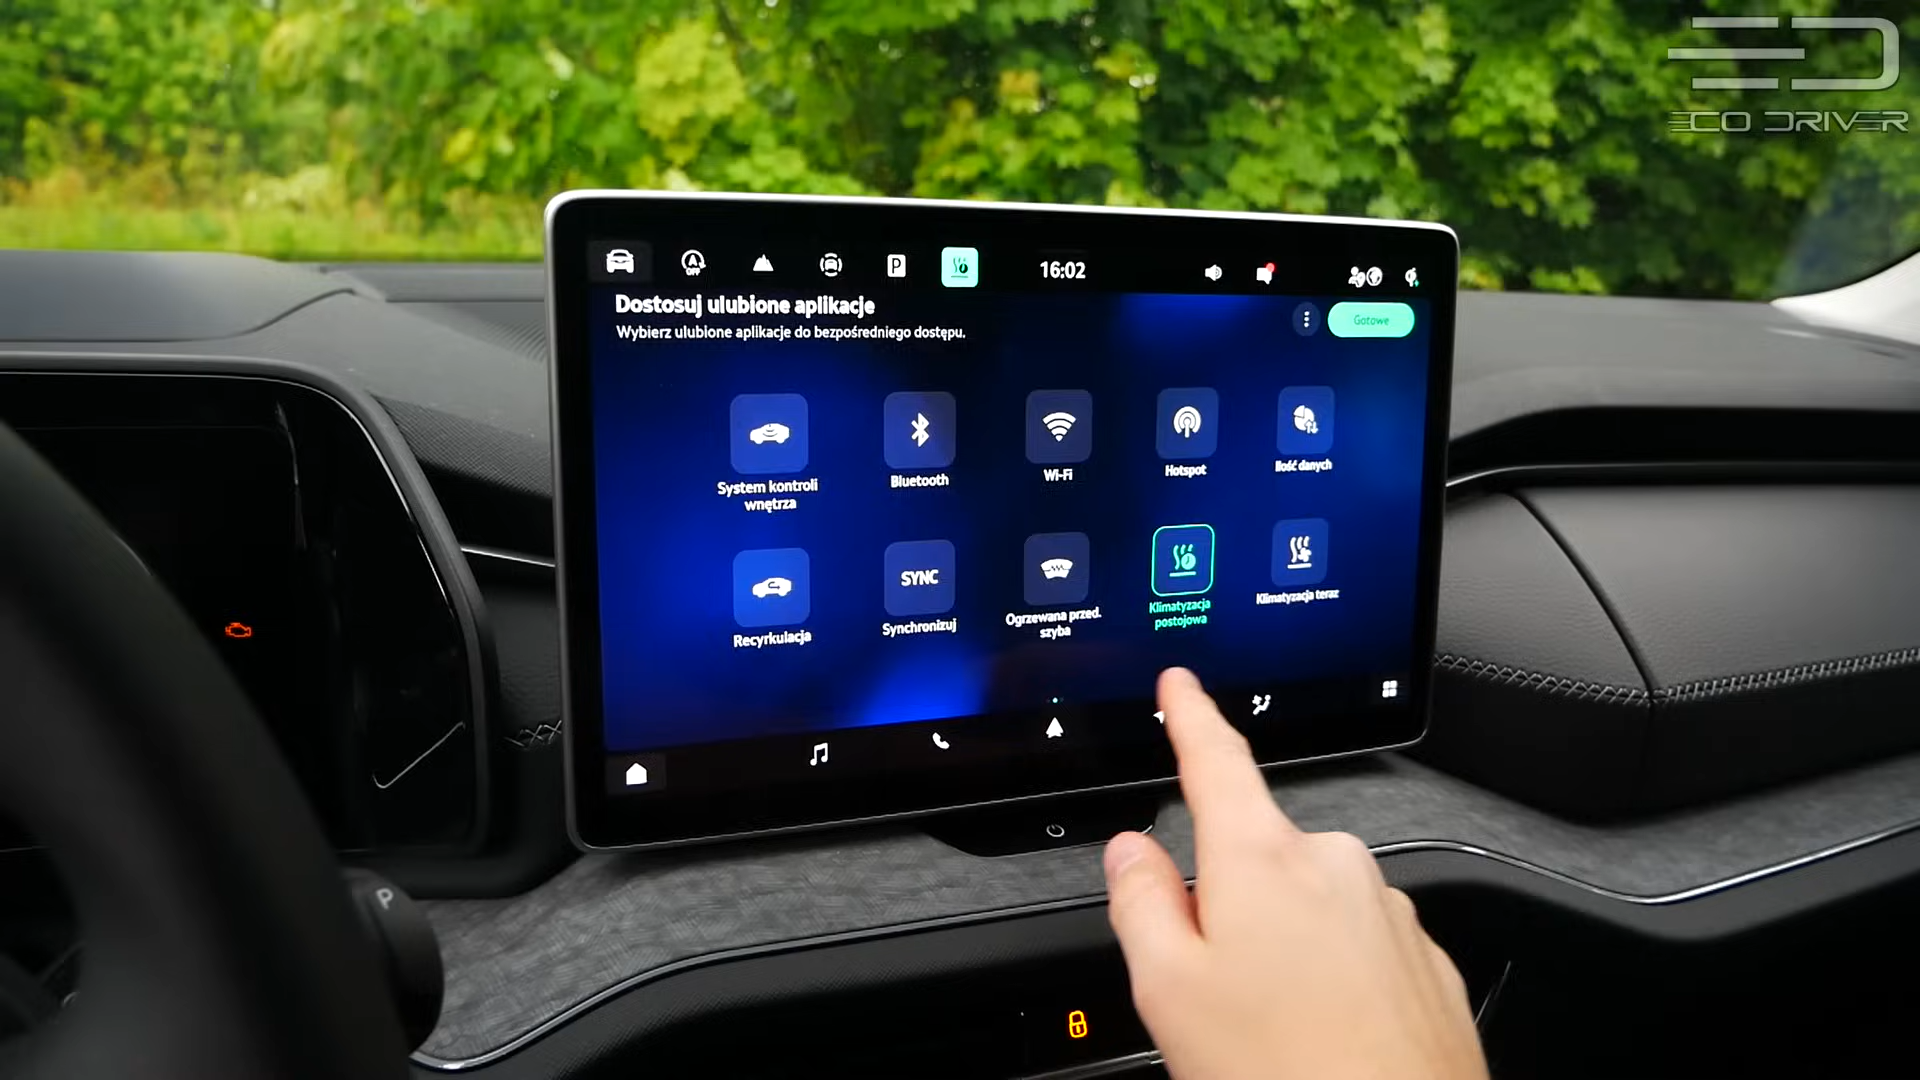 ECO DRIVER
A
OFF
P
16:02
Dostosuj ulubione aplikacje
Wybierz ulubione aplikacje do bezpośredniego dostępu.
Gotowe
System kontroli
wnętrza
Bluetooth
Wi-Fi
Hotspot
Ilość danych
Recyrkulacja
SYNC
Synchronizuj
Ogrzewana przed.
szyba
Klimatyzacja
postojowa
Klimatyzacja teraz
P